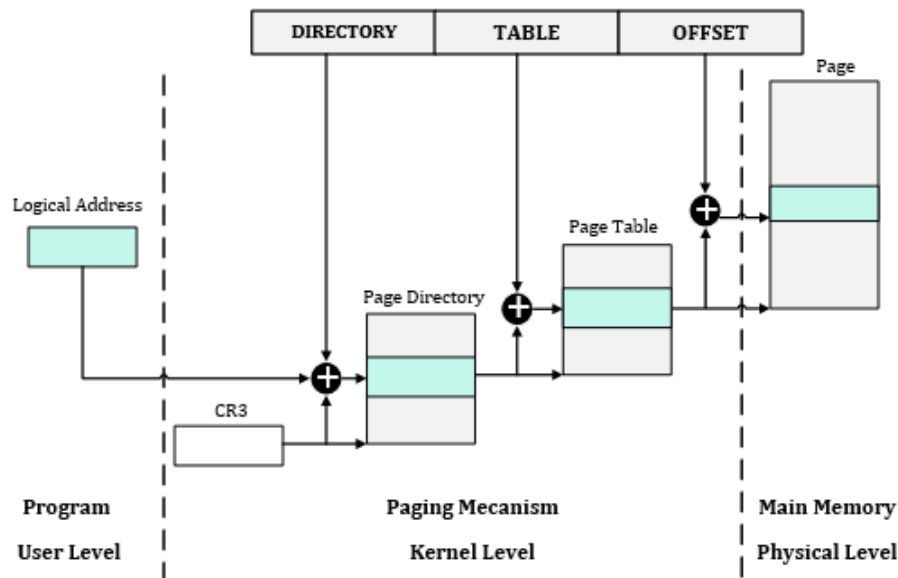 DIRECTORY TABLE OFFSET
Page
Logical Address
Page Table
Page Directory
CR3
Program Paging Mecanism Main Memory
User Level Kernel Level Physical Level